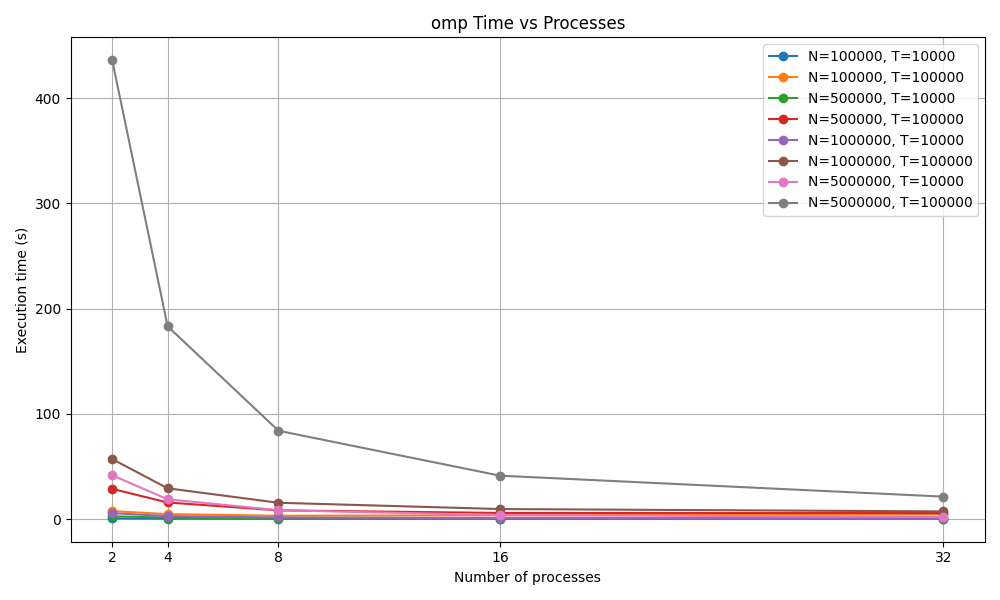 omp Time vs Processes
N=100000, T=10000
N=100000, T=100000
N=500000, T=10000
N=500000, T=100000
N=1000000, T=10000
N=1000000, T=100000
N=5000000, T=10000
N=5000000, T=100000
Execution time (s)
400
300
200
100
0
2 4 8 16 32
Number of processes